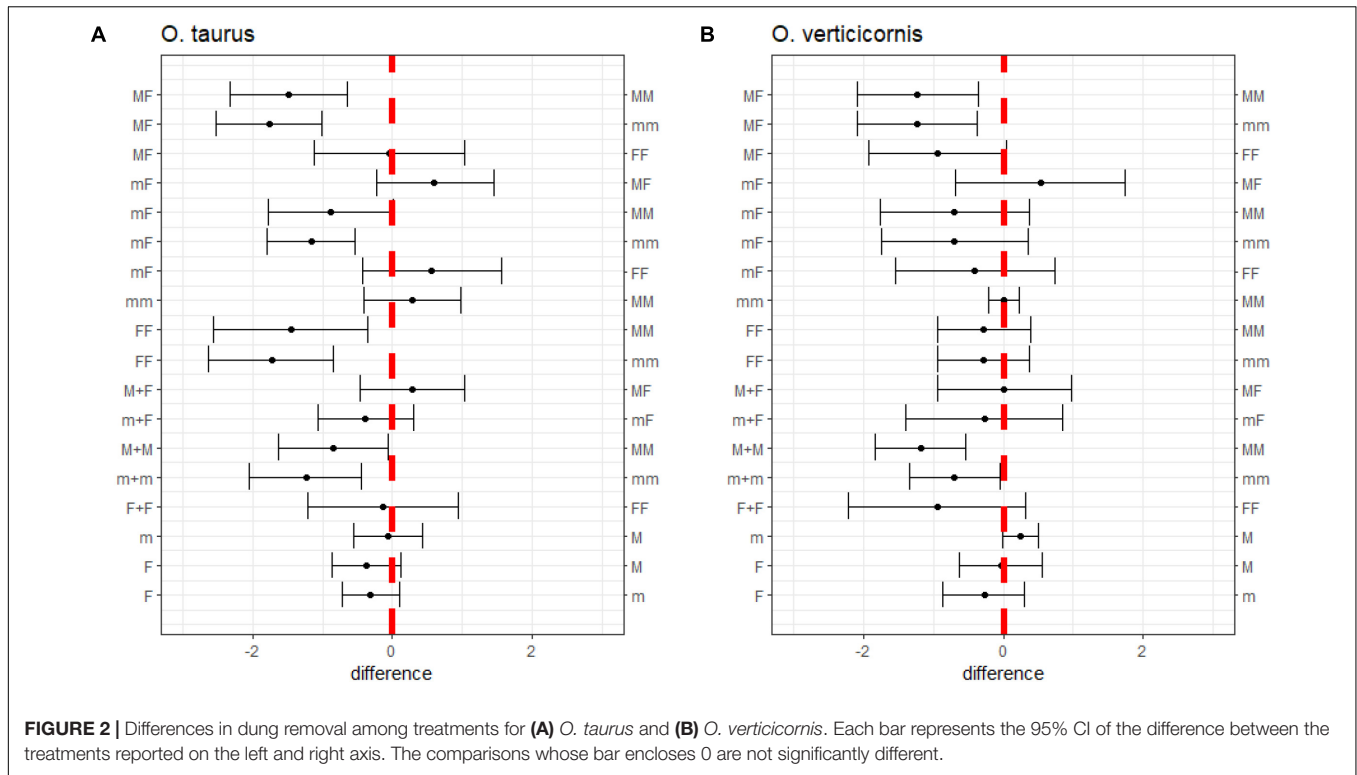 A O. taurus
B O. verticicornis
MF MM MF MM
MF mm MF mm
MF FF MF FF
mF MF mF MF
mF MM mF MM
mF mm mF mm
mF FF mF FF
mm MM mm MM
FF MM FF MM
FF mm FF mm
M+F MF M+F MF
m+F mF m+F mF
M+M MM M+M MM
m+m mm m+m mm
F+F FF F+F FF
m M m M
F M F M
F m F m
-2 0 2 -2 0 2
difference difference
FIGURE 2 | Differences in dung removal among treatments for (A) O. taurus and (B) O. verticicornis. Each bar represents the 95% CI of the difference between the
treatments reported on the left and right axis. The comparisons whose bar encloses 0 are not significantly different.